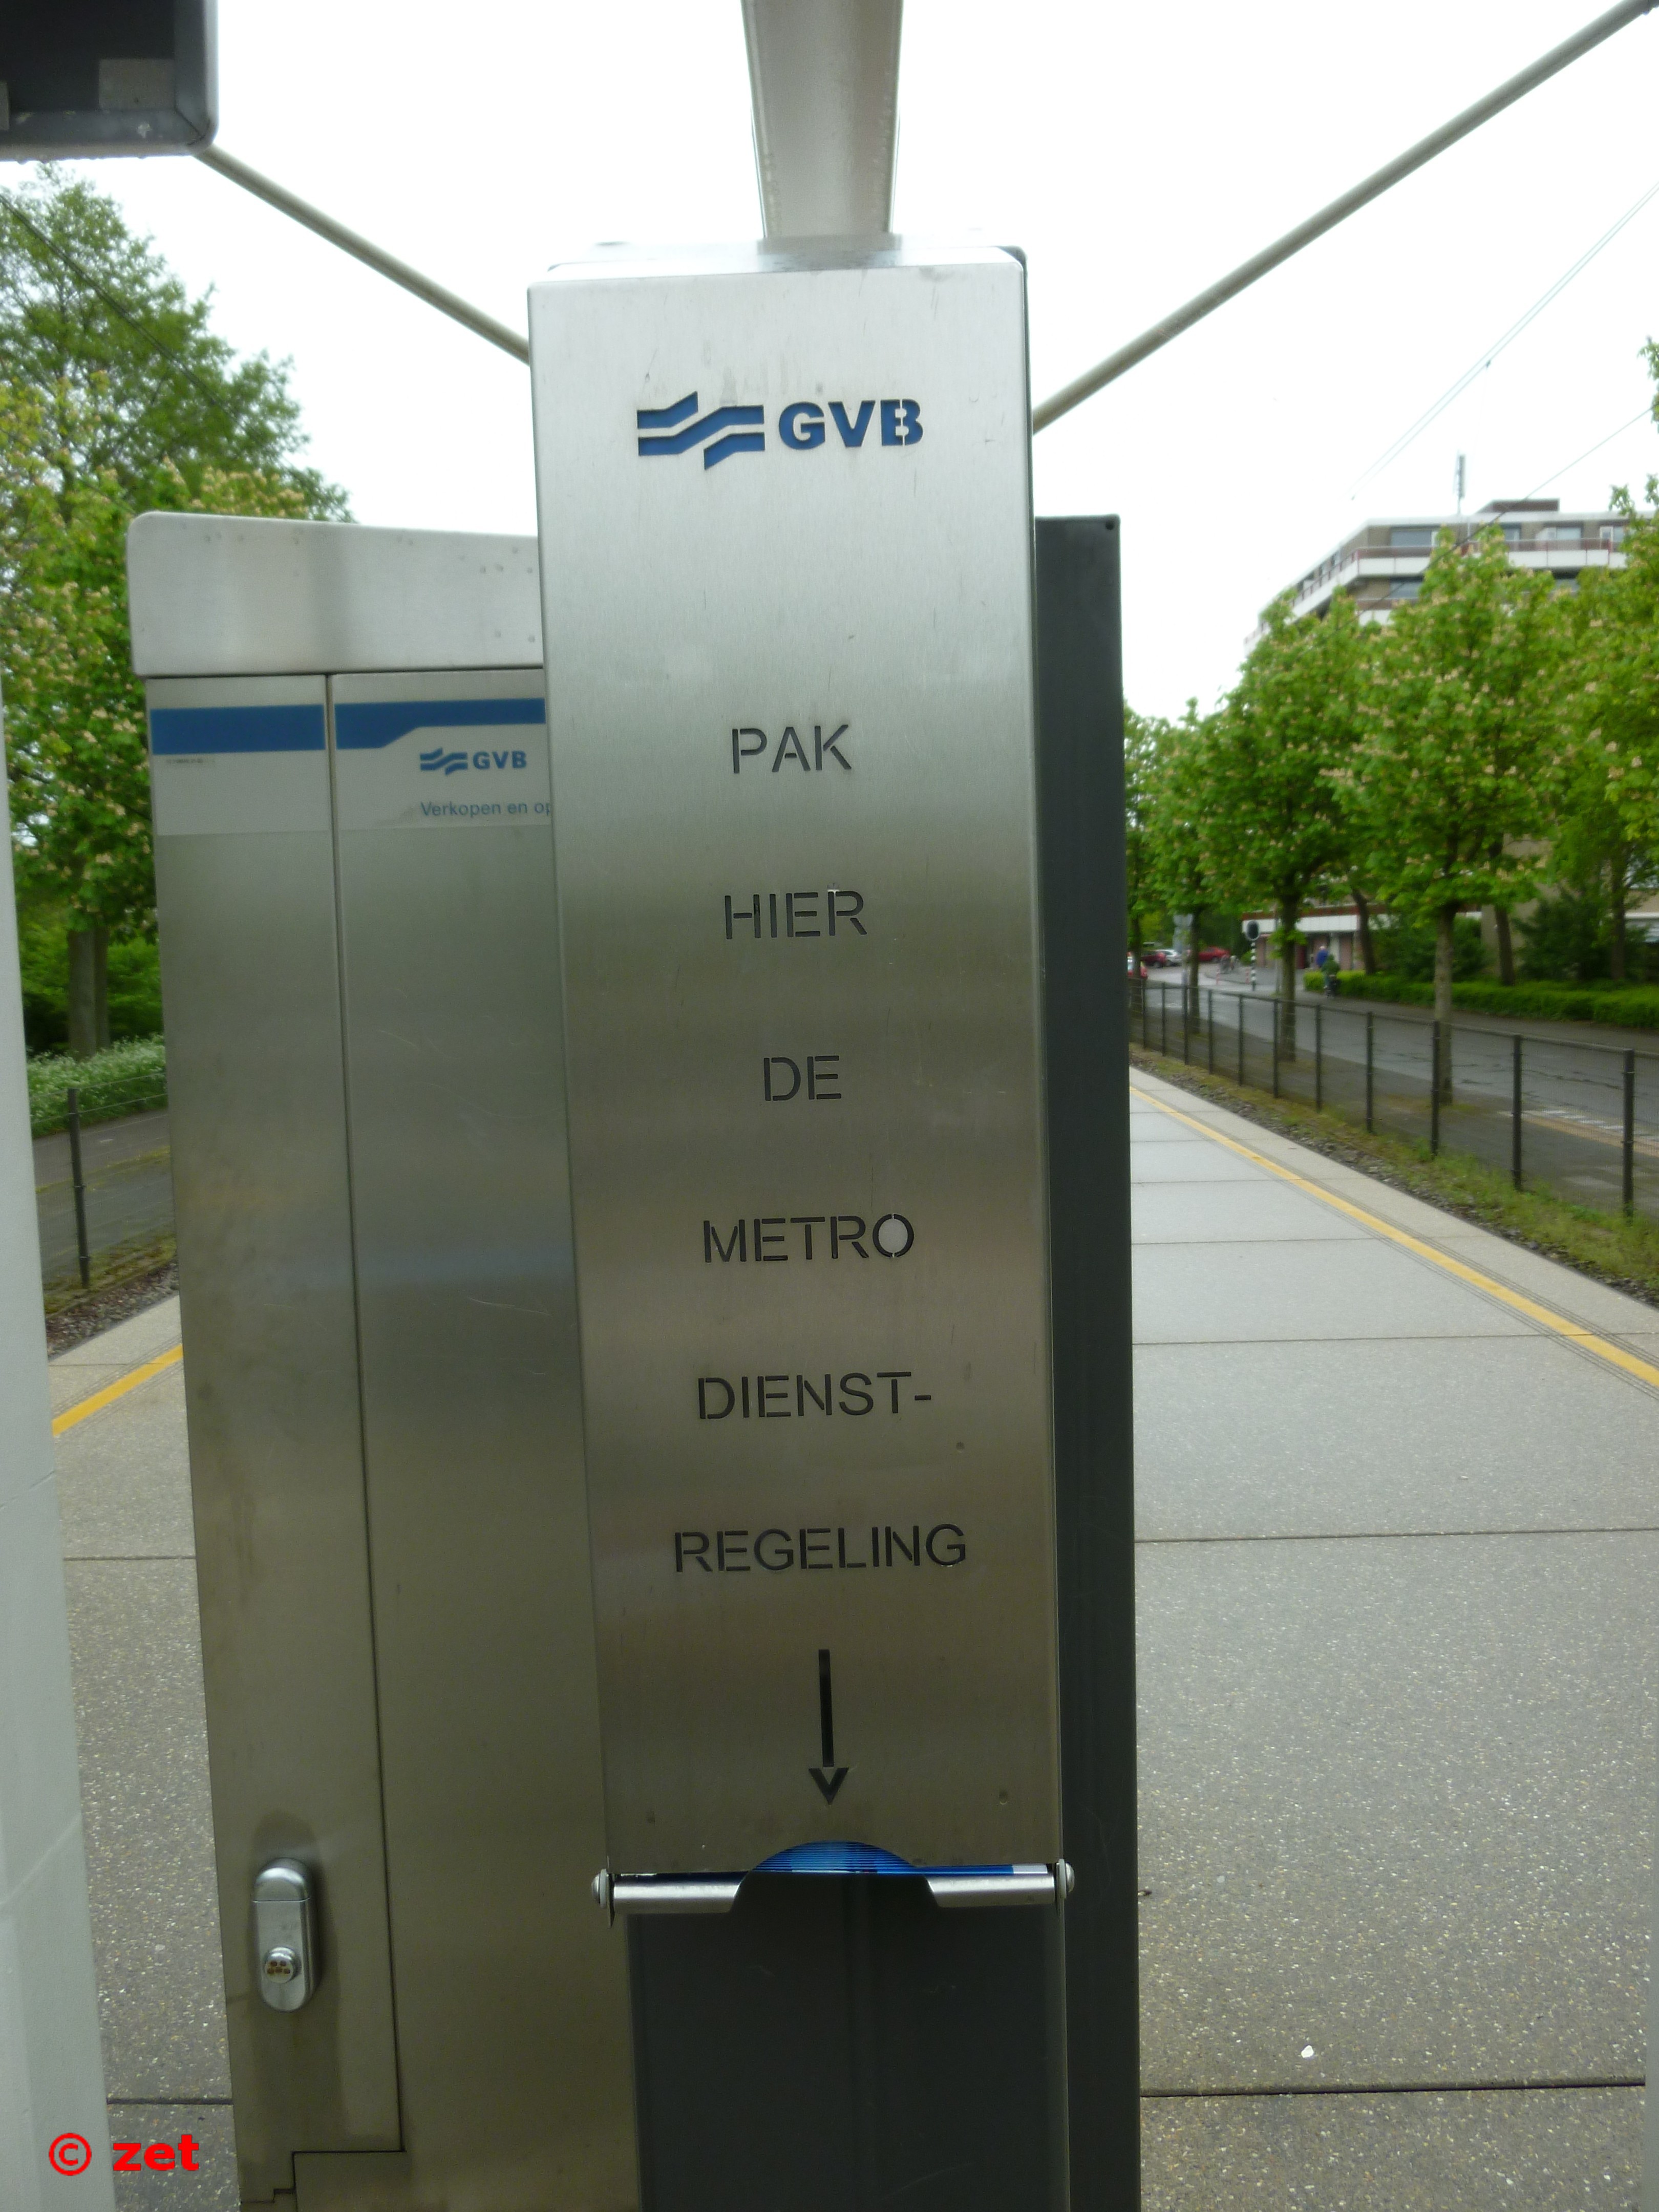 GVB
GVB
Verkopen en op
PAK
HIER
DE
METRO
DIENST-
REGELING
© zet